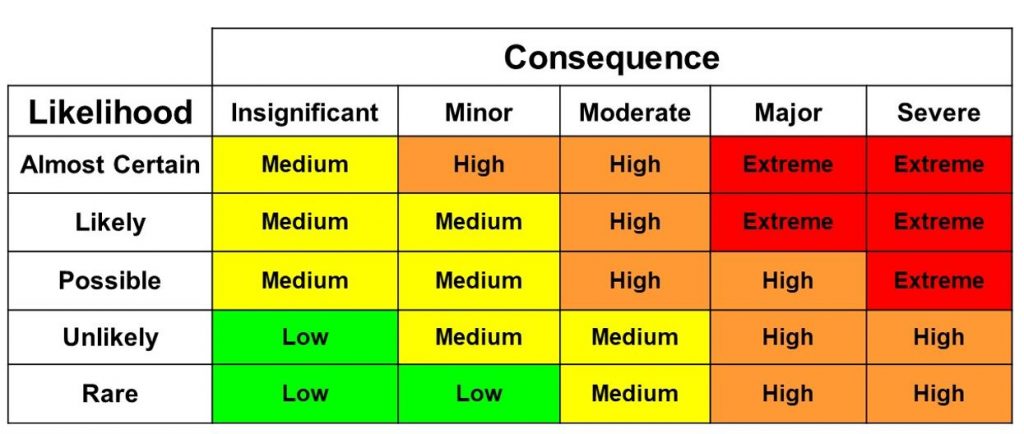 Consequence
Likelihood Insignificant Minor Moderate Major Severe
Almost Certain Medium High High Extreme Extreme
Likely Medium Medium High Extreme Extreme
Possible Medium Medium High High Extreme
Unlikely Low Medium Medium High High
Rare Low Low Medium High High